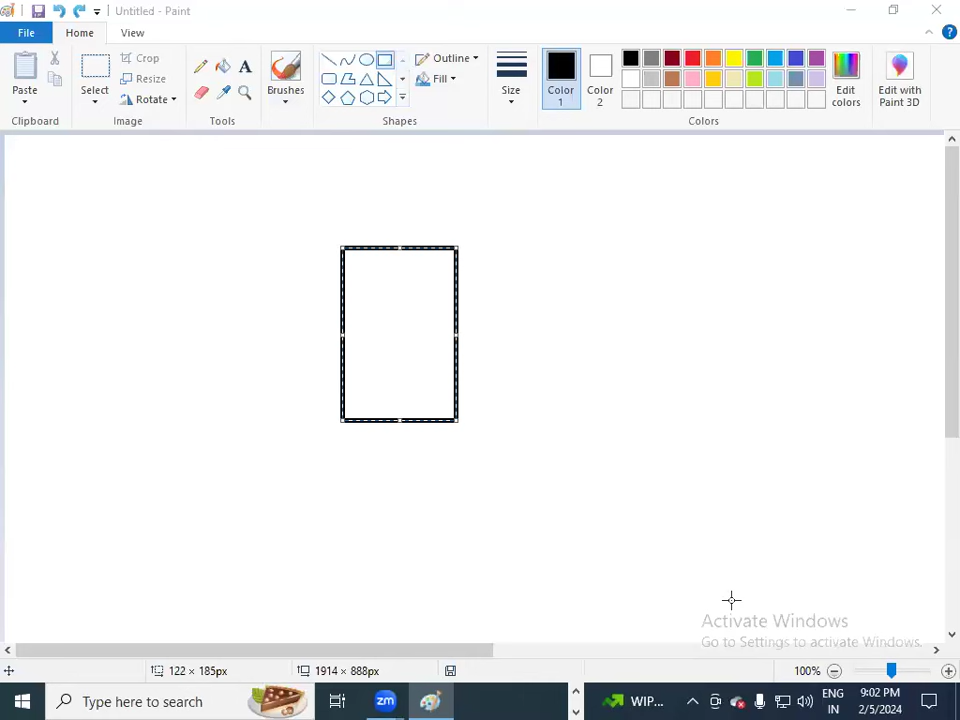 Untitled - Paint
File
Home
View
Paste
Clipboard
Select
Crop
Resize
Rotate
Image
A
Tools
Brushes
Outline
Fill
Shapes
Size
Color
1
Color
2
Edit
colors
Colors
Edit with
Paint 3D
Activate Windows
Go to Settings to activate Windows.
122 × 185px
1914 × 888px
100%
Type here to search
zm
WIP...
ENG
IN
9:02 PM
2/5/2024